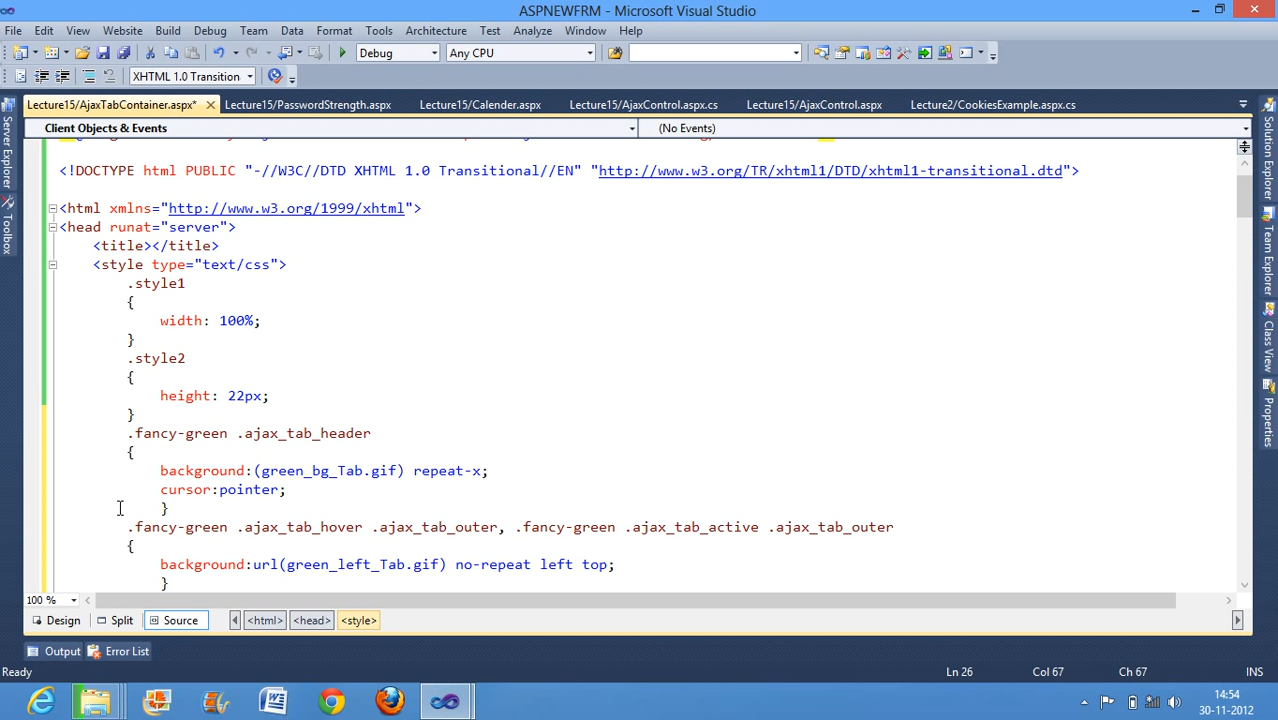 ASPNEWFRM - Microsoft Visual Studio
File Edit View Website Build Debug Team Data Format Tools Architecture Test Analyze Window Help
Debug Any CPU
XHTML 1.0 Transition
Lecture15/AjaxTabContainer.aspx* Lecture15/PasswordStrength.aspx Lecture15/Calender.aspx Lecture15/AjaxControl.aspx.cs Lecture15/AjaxControl.aspx Lecture2/CookiesExample.aspx.cs
Client Objects & Events (No Events)
<!DOCTYPE html PUBLIC "-//W3C//DTD XHTML 1.0 Transitional//EN" "http://www.w3.org/TR/xhtml1/DTD/xhtml1-transitional.dtd">
<html xmlns="http://www.w3.org/1999/xhtml">
<head runat="server">
<title></title>
<style type="text/css">
.style1
{
width: 100%;
}
.style2
{
height: 22px;
}
.fancy-green .ajax_tab_header
{
background:(green_bg_Tab.gif) repeat-x;
cursor:pointer;
}
.fancy-green .ajax_tab_hover .ajax_tab_outer, .fancy-green .ajax_tab_active .ajax_tab_outer
{
background:url(green_left_Tab.gif) no-repeat left top;
}
100 %
Design Split Source <html> <head> <style>
Output Error List
Ready Ln 26 Col 67 Ch 67 INS
14:54
30-11-2012
Server Explorer
Toolbox
Solution Explorer
Team Explorer
Class View
Properties